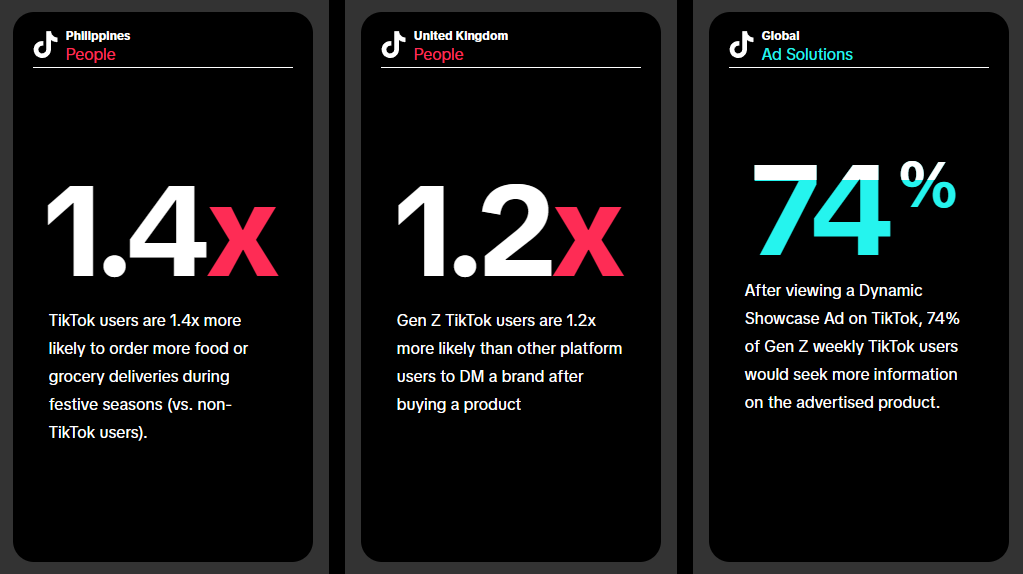 Philippines
People
1.4x
TikTok users are 1.4x more
likely to order more food or
grocery deliveries during
festive seasons (vs. non-
TikTok users).
United Kingdom
People
1.2x
Gen Z TikTok users are 1.2x
more likely than other platform
users to DM a brand after
buying a product
Global
Ad Solutions
74%
After viewing a Dynamic
Showcase Ad on TikTok, 74%
of Gen Z weekly TikTok users
would seek more information
on the advertised product.